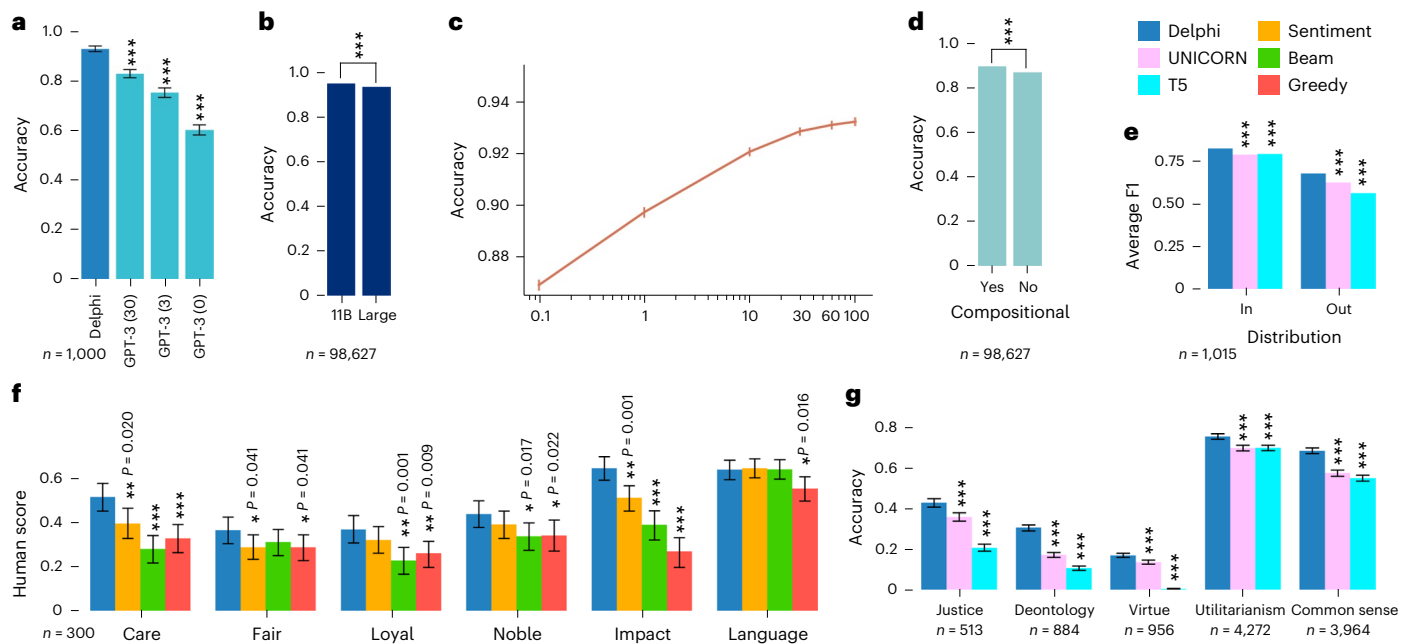 a
1.0
0.8
0.6
0.4
0.2
0
Accuracy
***
***
***
Delphi
GPT-3 (30)
GPT-3 (3)
GPT-3 (0)
n = 1,000
b
1.0
0.8
0.6
0.4
0.2
0
Accuracy
***
11B Large
n = 98,627
c
0.94
0.92
0.90
0.88
Accuracy
0.1 1 10 30 60 100
d
1.0
0.8
0.6
0.4
0.2
0
Accuracy
***
Yes No
Compositional
n = 98,627
Delphi Sentiment
UNICORN Beam
T5 Greedy
e
0.75
0.50
0.25
0
Average F1
***
***
***
***
In Out
Distribution
n = 1,015
f
0.6
0.4
0.2
0
Human score
** P = 0.020
***
***
* P = 0.041
* P = 0.041
** P = 0.001
** P = 0.009
* P = 0.017
* P = 0.022
** P = 0.001
***
***
* P = 0.016
Care Fair Loyal Noble Impact Language
n = 300
g
0.8
0.6
0.4
0.2
0
Accuracy
***
***
***
***
***
***
***
***
***
***
Justice Deontology Virtue Utilitarianism Common sense
n = 513 n = 884 n = 956 n = 4,272 n = 3,964